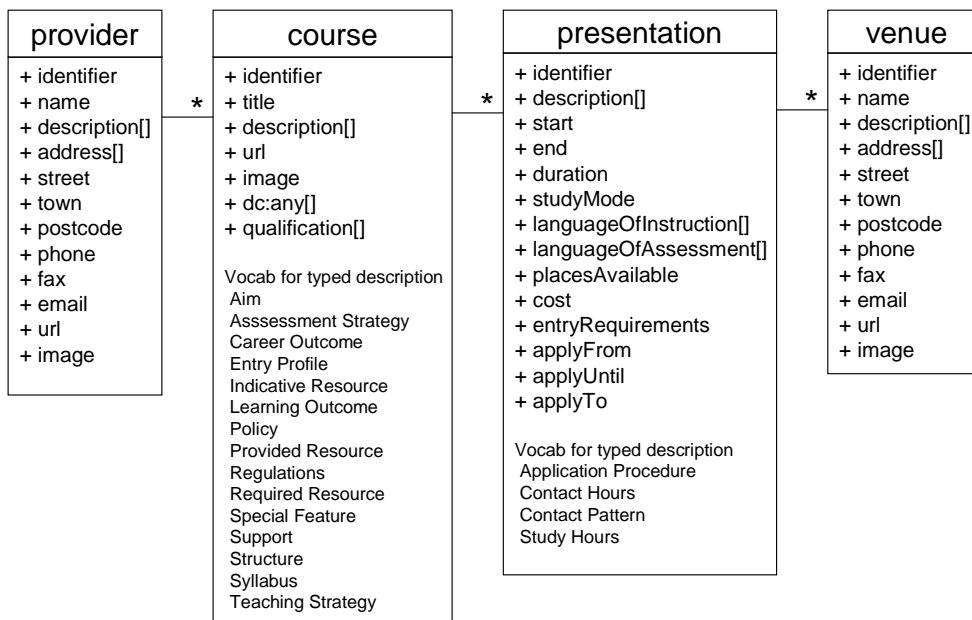 provider
+ identifier
+ name
+ description[]
+ address[]
+ street
+ town
+ postcode
+ phone
+ fax
+ email
+ url
+ image
*
course
+ identifier
+ title
+ description[]
+ url
+ image
+ dc:any[]
+ qualification[]
Vocab for typed description
Aim
Asssessment Strategy
Career Outcome
Entry Profile
Indicative Resource
Learning Outcome
Policy
Provided Resource
Regulations
Required Resource
Special Feature
Support
Structure
Syllabus
Teaching Strategy
*
presentation
+ identifier
+ description[]
+ start
+ end
+ duration
+ studyMode
+ languageOfInstruction[]
+ languageOfAssessment[]
+ placesAvailable
+ cost
+ entryRequirements
+ applyFrom
+ applyUntil
+ applyTo
Vocab for typed description
Application Procedure
Contact Hours
Contact Pattern
Study Hours
*
venue
+ identifier
+ name
+ description[]
+ address[]
+ street
+ town
+ postcode
+ phone
+ fax
+ email
+ url
+ image